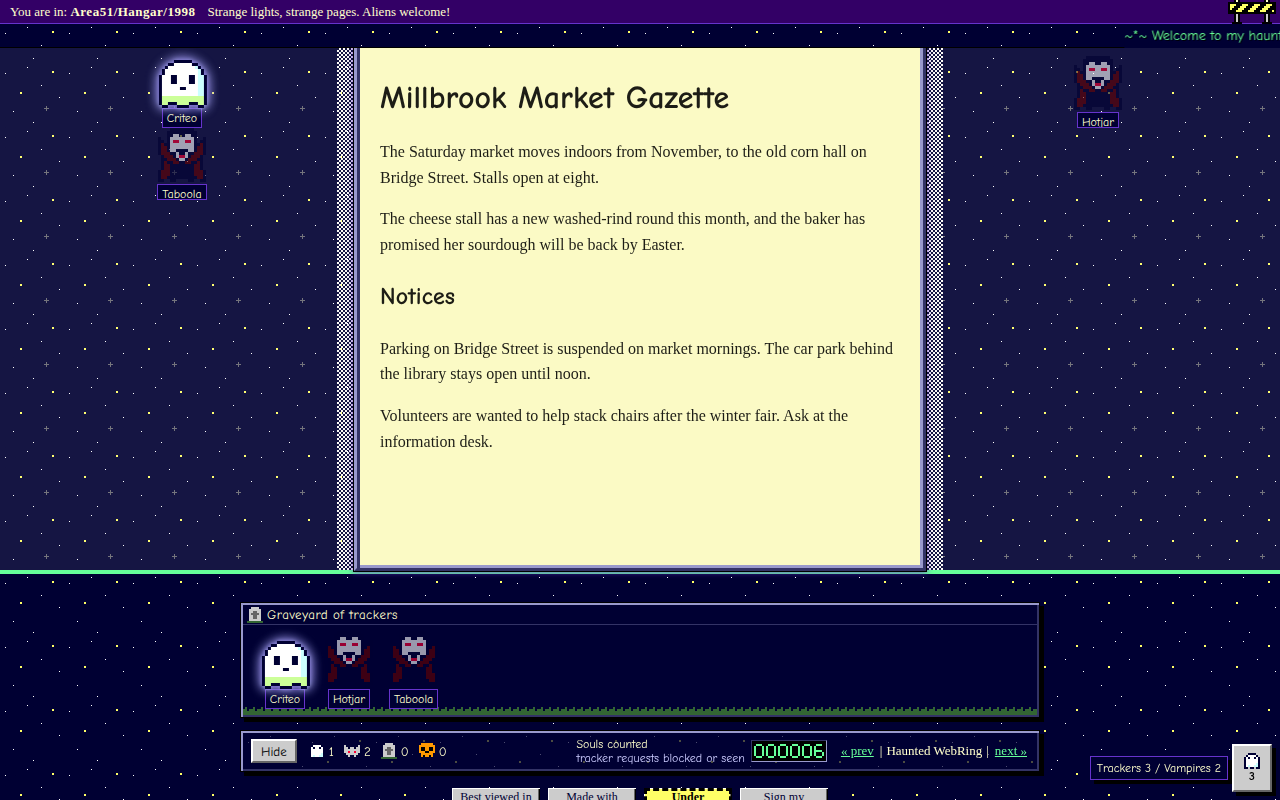 You are in: Area51/Hangar/1998 Strange lights, strange pages. Aliens welcome!
~*~ Welcome to my haunt
Criteo
Taboola
Hotjar
Millbrook Market Gazette
The Saturday market moves indoors from November, to the old corn hall on
Bridge Street. Stalls open at eight.
The cheese stall has a new washed-rind round this month, and the baker has
promised her sourdough will be back by Easter.
Notices
Parking on Bridge Street is suspended on market mornings. The car park behind
the library stays open until noon.
Volunteers are wanted to help stack chairs after the winter fair. Ask at the
information desk.
Graveyard of trackers
Criteo Hotjar Taboola
Hide 1 2 0 0
Souls counted
tracker requests blocked or seen
000006
« prev | Haunted WebRing | next »
Trackers 3 / Vampires 2
3
Best viewed in Made with Under Sign my